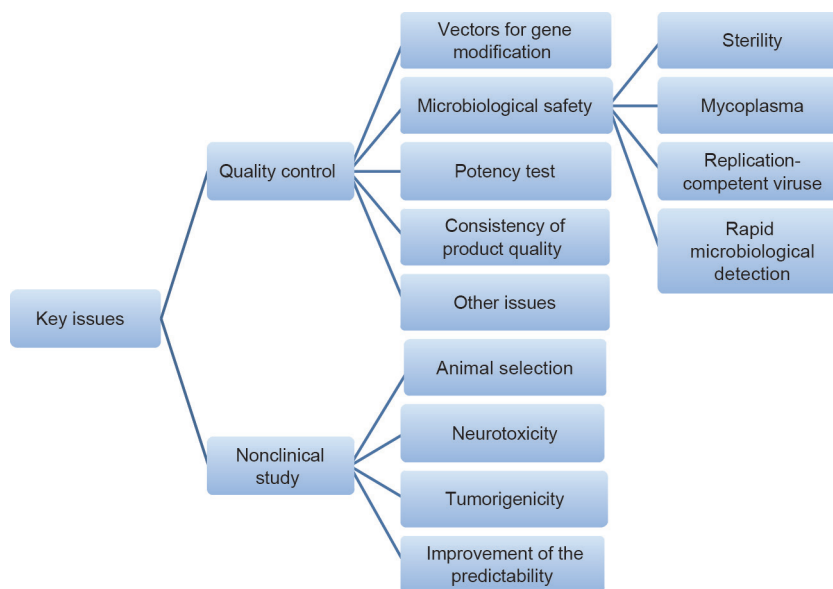 Key issues
Quality control
Nonclinical
study
Vectors for gene
modification
Microbiological safety
Potency test
Consistency of
product quality
Other issues
Animal selection
Neurotoxicity
Tumorigenicity
Improvement of the
predictability
Sterility
Mycoplasma
Replication-
competent viruse
Rapid
microbiological
detection